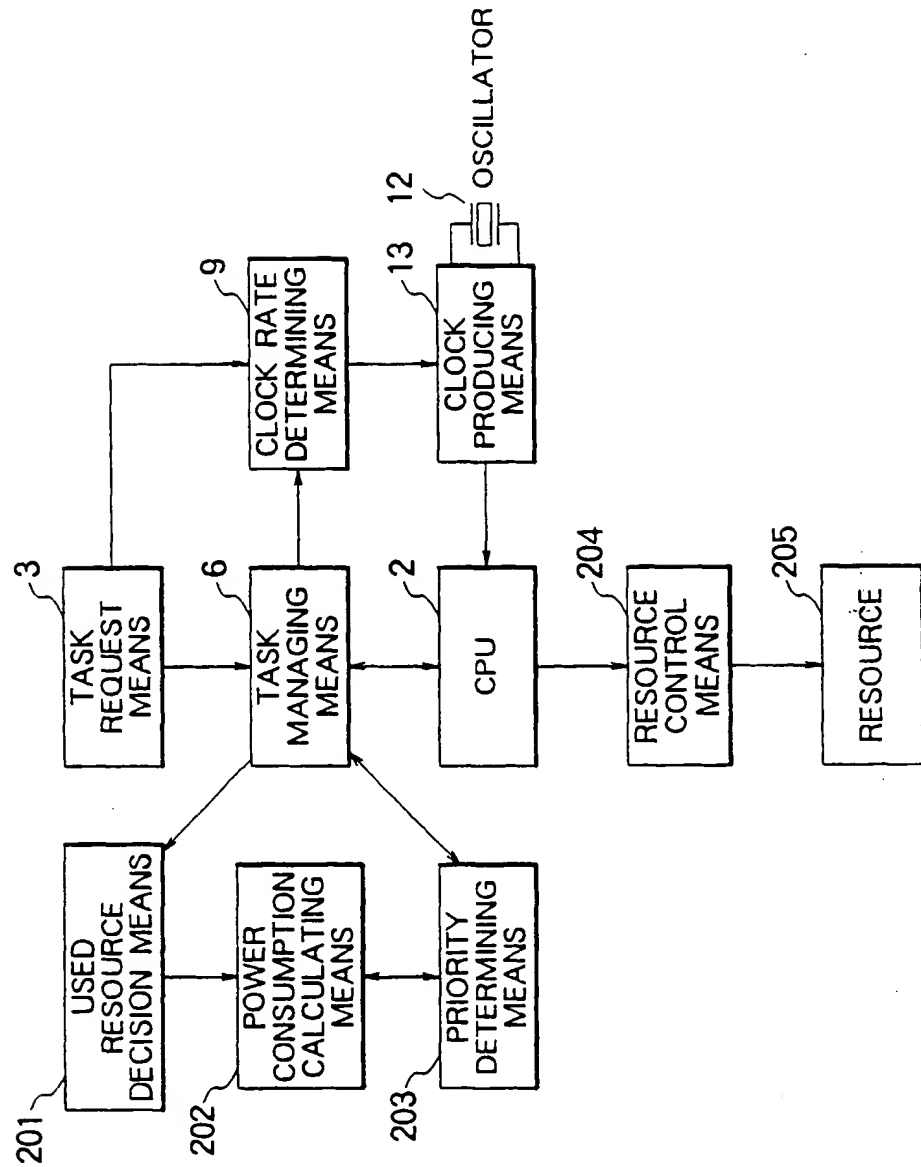 201
USED
RESOURCE
DECISION MEANS
202
POWER
CONSUMPTION
CALCULATING
MEANS
203
PRIORITY
DETERMINING
MEANS
3
TASK
REQUEST
MEANS
6
TASK
MANAGING
MEANS
2
CPU
204
RESOURCE
CONTROL
MEANS
205
RESOURCE
9
CLOCK RATE
DETERMINING
MEANS
13
CLOCK
PRODUCING
MEANS
12
OSCILLATOR